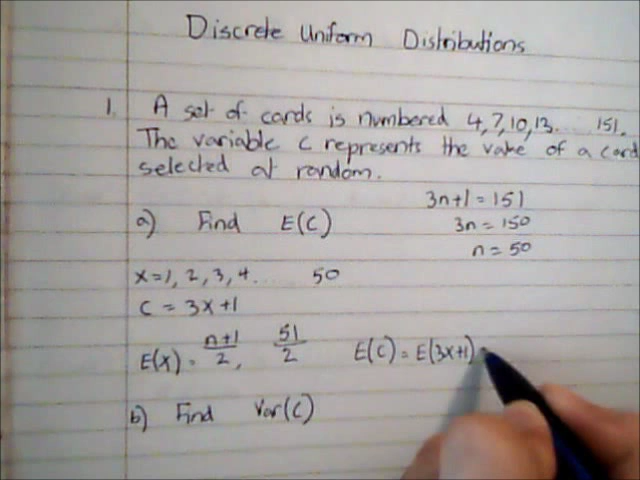 Discrete Uniform Distributions
1. A set of cards is numbered 4,7,10,13..... 151.
The variable C represents the value of a card
selected at random.
3n+1 = 151
a) Find E(C)
3n = 150
n = 50
x=1, 2, 3, 4.... 50
C = 3x+1
E(X) = n+1/2, 51/2 E(C) = E(3x+1)
b) Find Var(C)